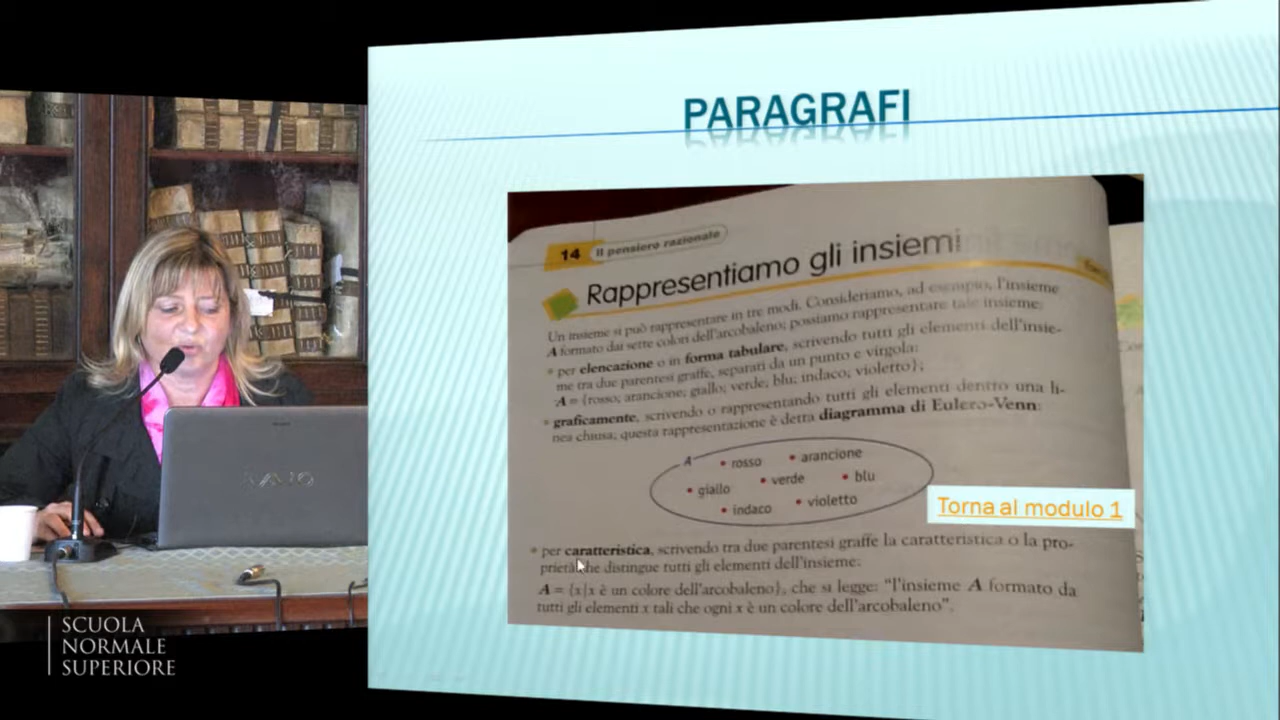 PARAGRAFI
14 Il pensiero razionale
Rappresentiamo gli insiemi
Un insieme si può rappresentare in tre modi. Consideriamo, ad esempio, l'insieme
A formato dai sette colori dell'arcobaleno; possiamo rappresentare tale insieme:
• per elencazione o in forma tabulare, scrivendo tutti gli elementi dell'insie-
me tra due parentesi graffe, separati da un punto e virgola:
A = {rosso; arancione; giallo; verde; blu; indaco; violetto};
• graficamente, scrivendo o rappresentando tutti gli elementi dentro una li-
nea chiusa; questa rappresentazione è detta diagramma di Eulero-Venn:
A
• rosso • arancione
• giallo • verde • blu
• indaco • violetto
Torna al modulo 1
• per caratteristica, scrivendo tra due parentesi graffe la caratteristica o la pro-
prietà che distingue tutti gli elementi dell'insieme:
A = {x|x è un colore dell'arcobaleno}, che si legge: "l'insieme A formato da
tutti gli elementi x tali che ogni x è un colore dell'arcobaleno".
VAIO
SCUOLA
NORMALE
SUPERIORE